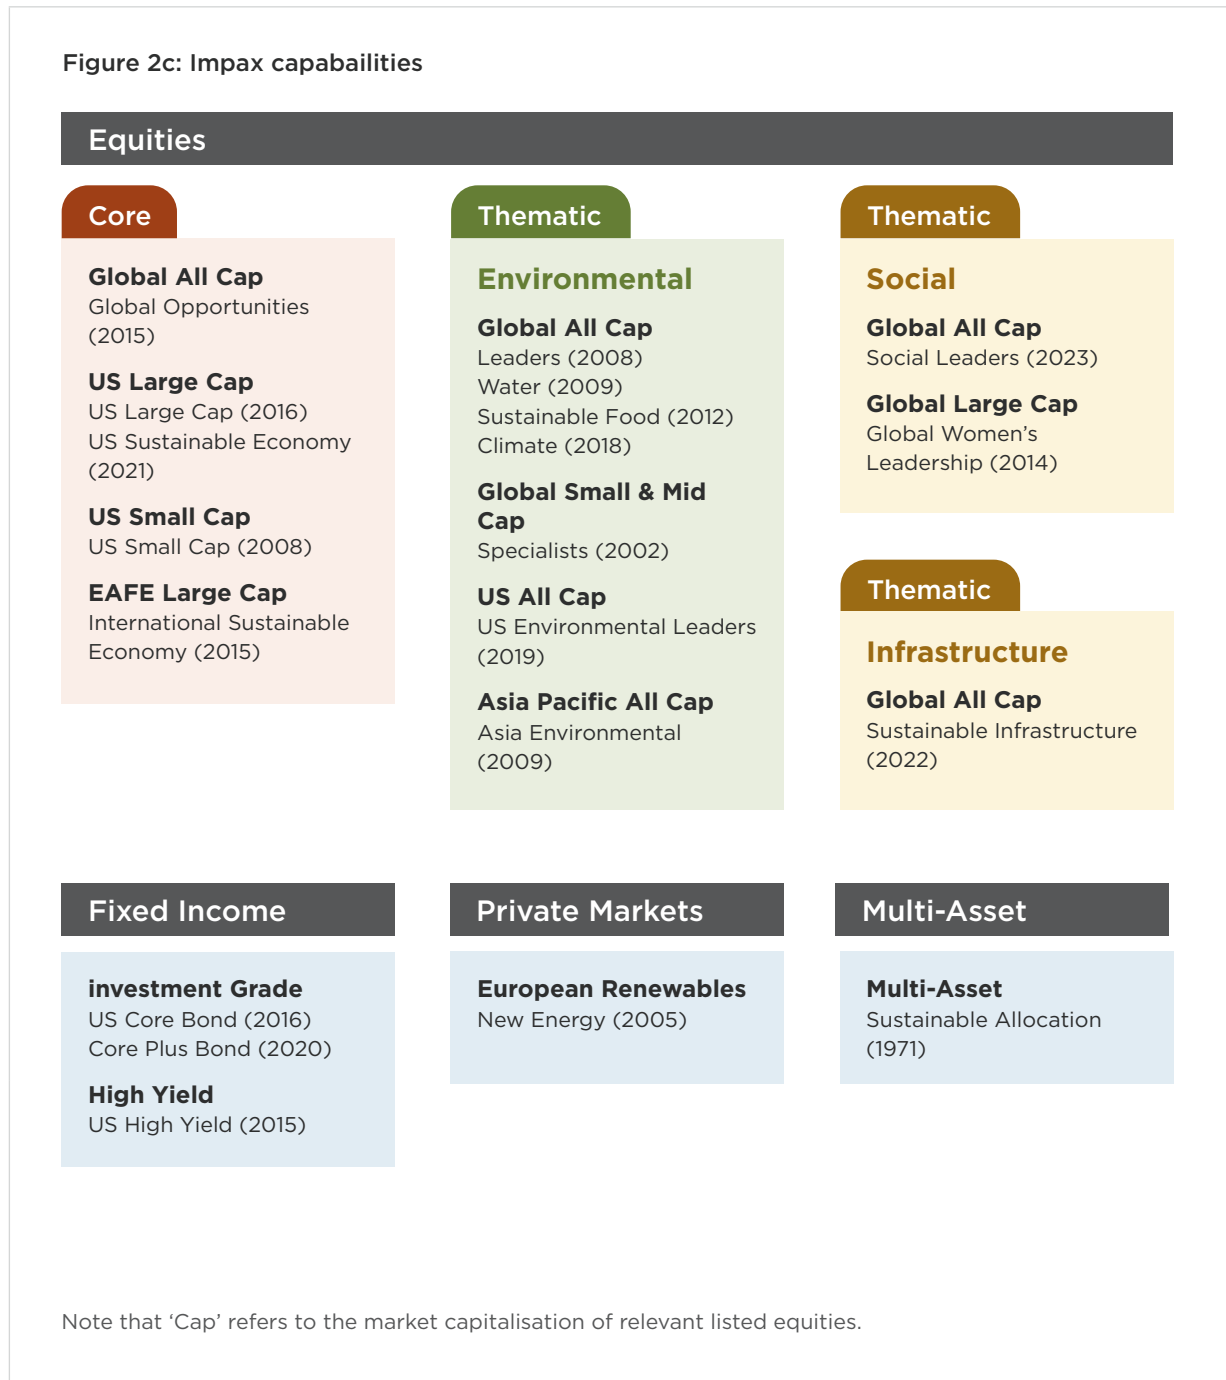 Figure 2c: Impax capabailities
Equities
Core
Global All Cap
Global Opportunities
(2015)
US Large Cap
US Large Cap (2016)
US Sustainable Economy
(2021)
US Small Cap
US Small Cap (2008)
EAFE Large Cap
International Sustainable
Economy (2015)
Thematic
Environmental
Global All Cap
Leaders (2008)
Water (2009)
Sustainable Food (2012)
Climate (2018)
Global Small & Mid
Cap
Specialists (2002)
US All Cap
US Environmental Leaders
(2019)
Asia Pacific All Cap
Asia Environmental
(2009)
Thematic
Social
Global All Cap
Social Leaders (2023)
Global Large Cap
Global Women’s
Leadership (2014)
Thematic
Infrastructure
Global All Cap
Sustainable Infrastructure
(2022)
Fixed Income
investment Grade
US Core Bond (2016)
Core Plus Bond (2020)
High Yield
US High Yield (2015)
Private Markets
European Renewables
New Energy (2005)
Multi-Asset
Multi-Asset
Sustainable Allocation
(1971)
Note that ‘Cap’ refers to the market capitalisation of relevant listed equities.